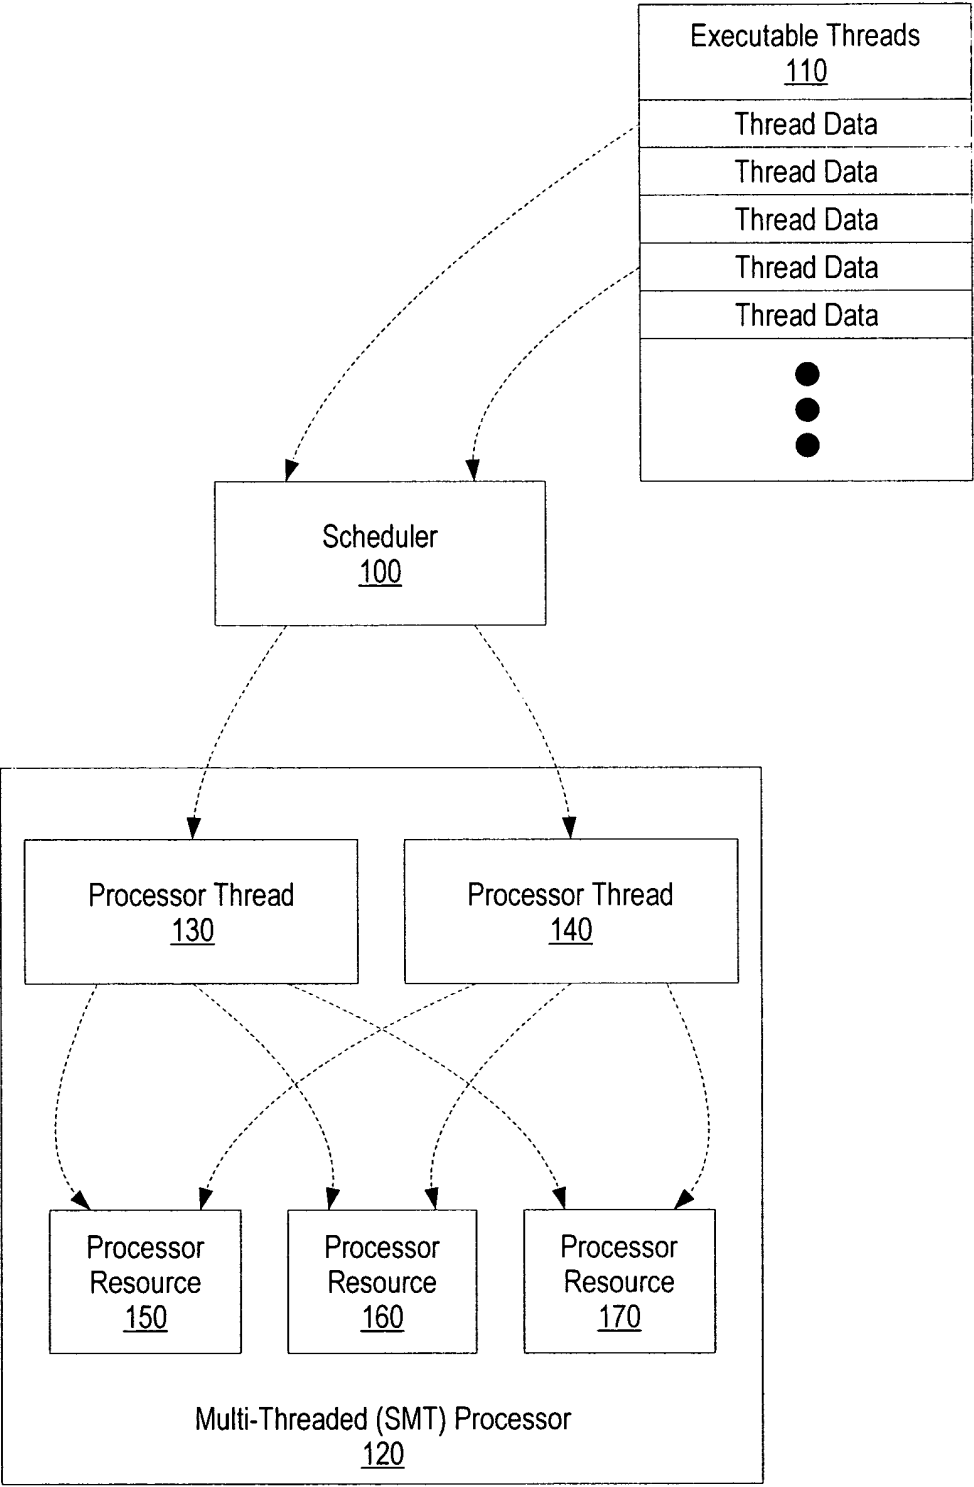 Executable Threads
110
Thread Data
Thread Data
Thread Data
Thread Data
Thread Data
Scheduler
100
Processor Thread
130
Processor Thread
140
Processor
Resource
150
Processor
Resource
160
Processor
Resource
170
Multi-Threaded (SMT) Processor
120